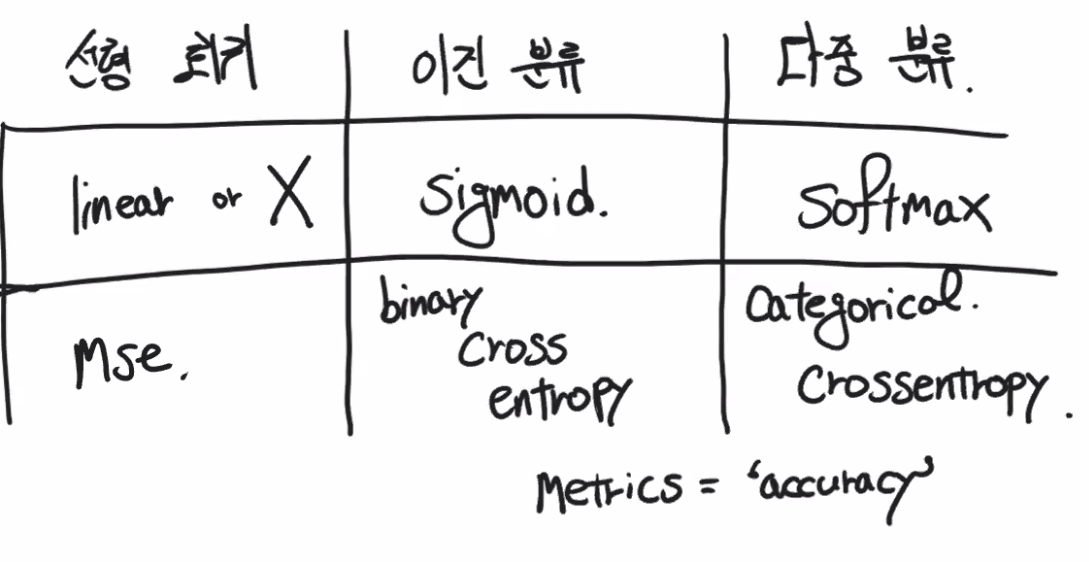 선형 회귀 이진 분류 다중 분류.
linear or X Sigmoid. Softmax
Mse. binary Cross entropy Categorical. Crossentropy.
Metrics = 'accuracy'